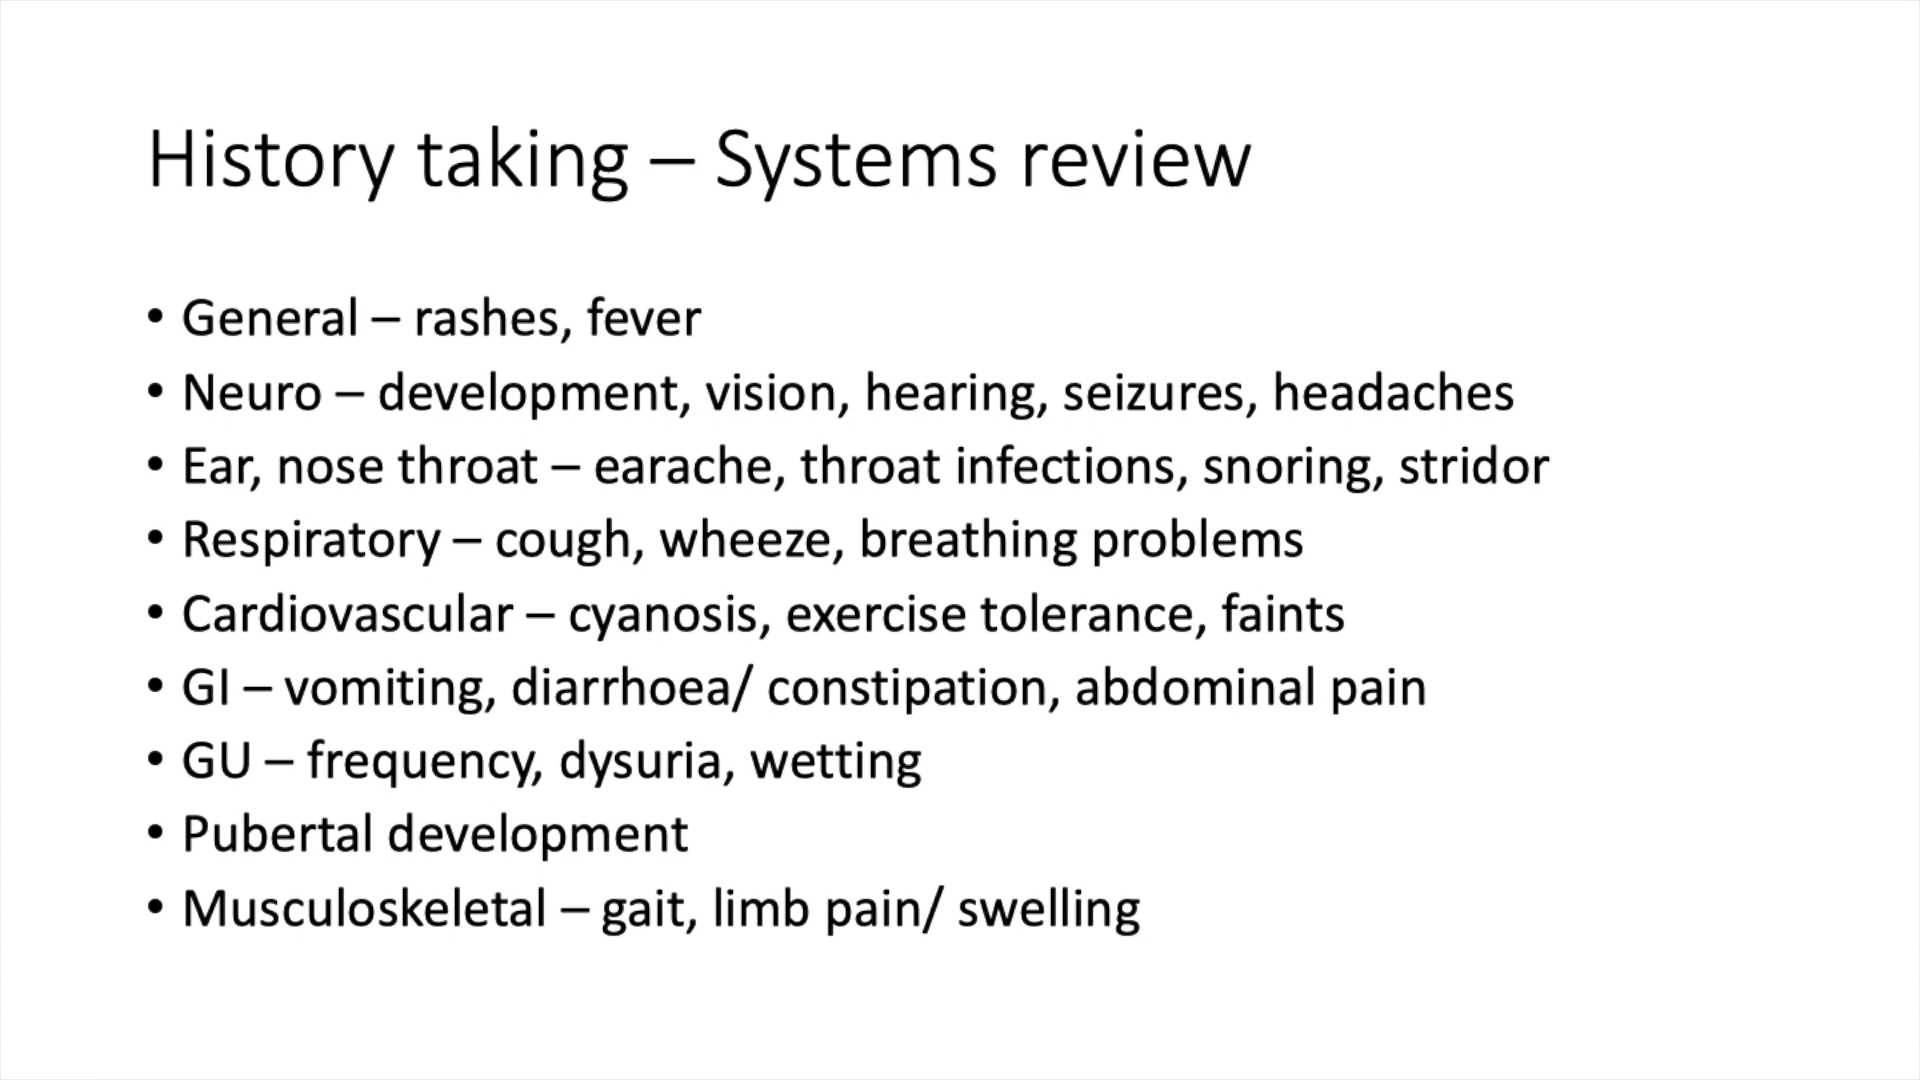 History taking – Systems review
• General – rashes, fever
• Neuro – development, vision, hearing, seizures, headaches
• Ear, nose throat – earache, throat infections, snoring, stridor
• Respiratory – cough, wheeze, breathing problems
• Cardiovascular – cyanosis, exercise tolerance, faints
• GI – vomiting, diarrhoea/ constipation, abdominal pain
• GU – frequency, dysuria, wetting
• Pubertal development
• Musculoskeletal – gait, limb pain/ swelling